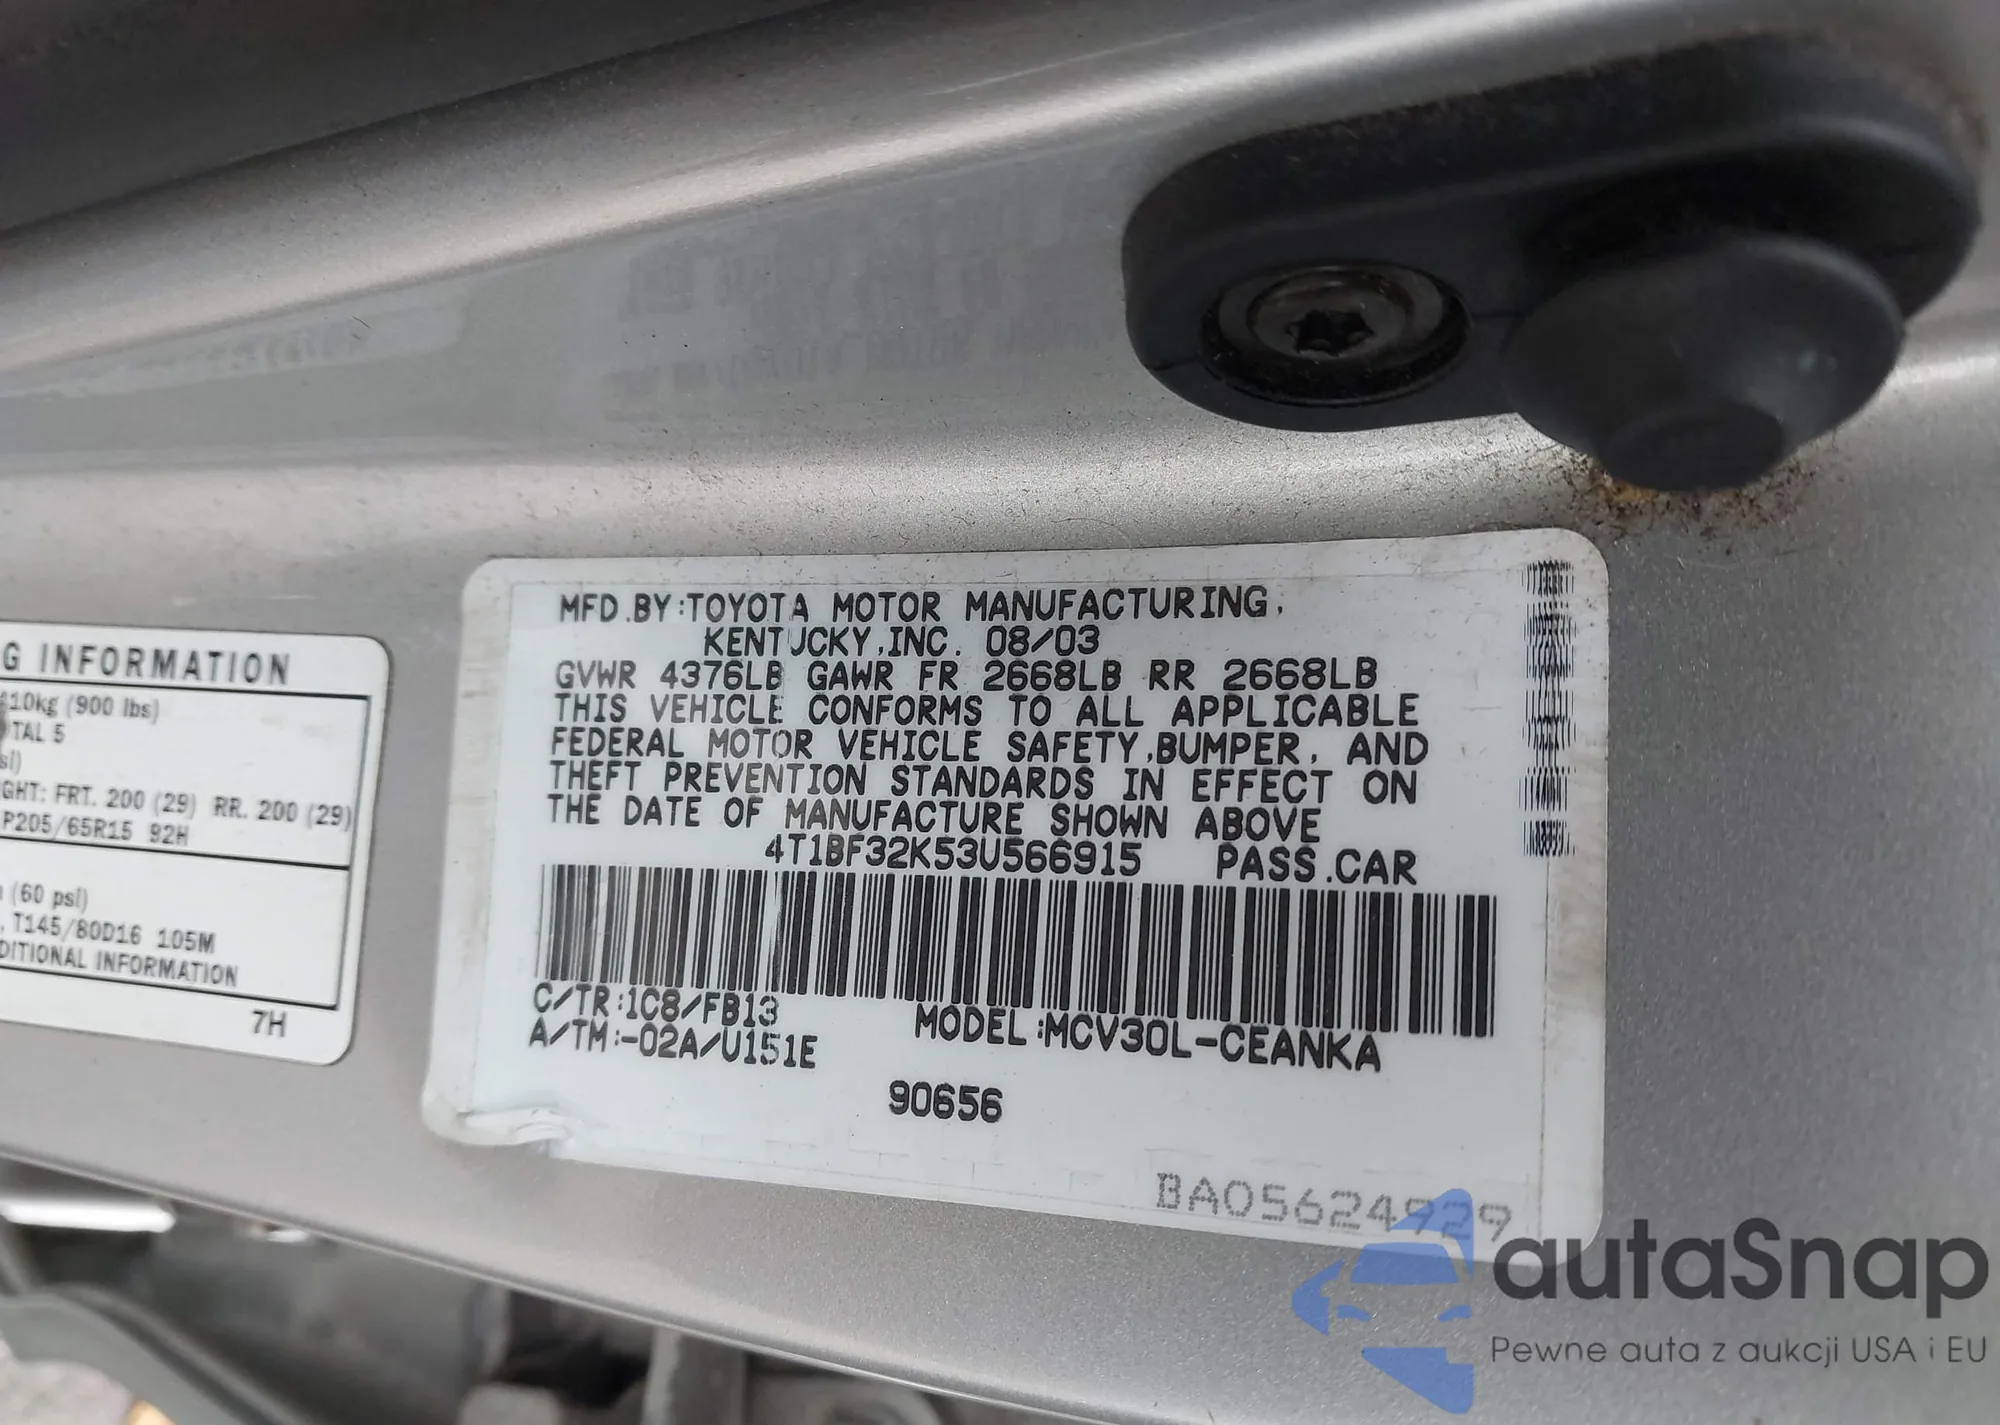 G INFORMATION
410kg (900 lbs)
TAL 5
si)
GHT: FRT. 200 (29) RR. 200 (29)
P205/65R15 92H
(60 psi)
, T145/80D16 105M
DITIONAL INFORMATION
7H
MFD.BY:TOYOTA MOTOR MANUFACTURING,
KENTUCKY,INC. 08/03
GVWR 4376LB GAWR FR 2668LB RR 2668LB
THIS VEHICLE CONFORMS TO ALL APPLICABLE
FEDERAL MOTOR VEHICLE SAFETY,BUMPER, AND
THEFT PREVENTION STANDARDS IN EFFECT ON
THE DATE OF MANUFACTURE SHOWN ABOVE
4T1BF32K53U566915 PASS.CAR
C/TR:1C8/FB13
A/TM:-02A/U151E
MODEL:MCV30L-CEANKA
90656
BA05624929
autaSnap
Pewne auta z aukcji USA i EU